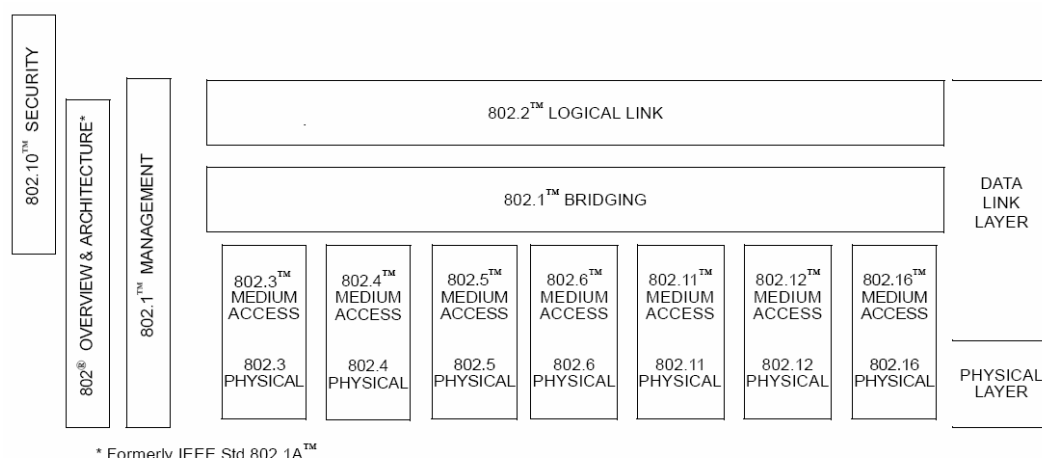 802.10™ SECURITY
802® OVERVIEW & ARCHITECTURE*
802.1™ MANAGEMENT
802.2™ LOGICAL LINK
802.1™ BRIDGING
802.3™
MEDIUM
ACCESS
802.3
PHYSICAL
802.4™
MEDIUM
ACCESS
802.4
PHYSICAL
802.5™
MEDIUM
ACCESS
802.5
PHYSICAL
802.6™
MEDIUM
ACCESS
802.6
PHYSICAL
802.11™
MEDIUM
ACCESS
802.11
PHYSICAL
802.12™
MEDIUM
ACCESS
802.12
PHYSICAL
802.16™
MEDIUM
ACCESS
802.16
PHYSICAL
DATA
LINK
LAYER
PHYSICAL
LAYER
* Formerly IEEE Std 802.1A™